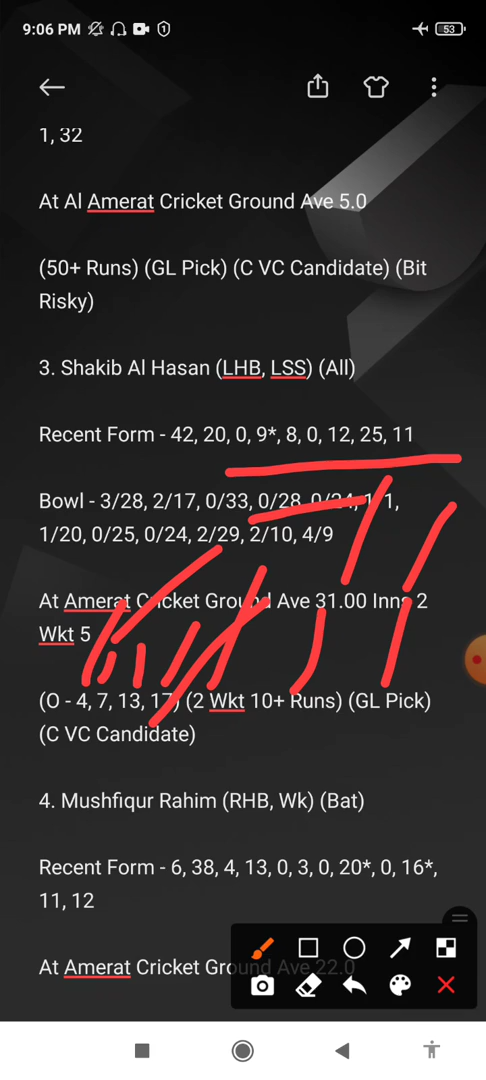 9:06 PM 53
1, 32
At Al Amerat Cricket Ground Ave 5.0
(50+ Runs) (GL Pick) (C VC Candidate) (Bit
Risky)
3. Shakib Al Hasan (LHB, LSS) (All)
Recent Form - 42, 20, 0, 9*, 8, 0, 12, 25, 11
Bowl - 3/28, 2/17, 0/33, 0/28, 0/24,
1/20, 0/25, 0/24, 2/29, 2/10, 4/9
At Amerat Cricket Ground Ave 31.00 Inns 2
Wkt 5
(O - 4, 7, 13, 17) (2 Wkt 10+ Runs) (GL Pick)
(C VC Candidate)
4. Mushfiqur Rahim (RHB, Wk) (Bat)
Recent Form - 6, 38, 4, 13, 0, 3, 0, 20*, 0, 16*,
11, 12
At Amerat Cricket Ground Ave 22.0